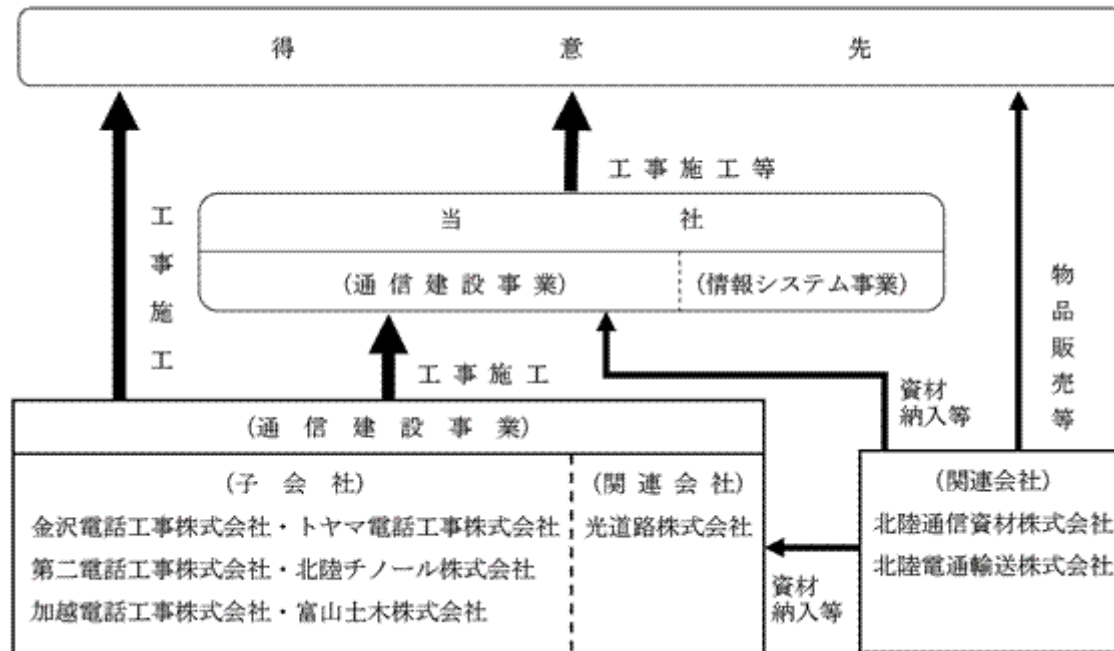 得意先
工事施工等
工事施工
当社
(通信建設事業)
(情報システム事業)
物品販売等
工事施工
資材
納入等
(通信建設事業)
(子会社)
(関連会社)
金沢電話工事株式会社・トヤマ電話工事株式会社
光道路株式会社
第二電話工事株式会社・北陸チノール株式会社
加越電話工事株式会社・富山土木株式会社
資材
納入等
(関連会社)
北陸通信資材株式会社
北陸電通輸送株式会社